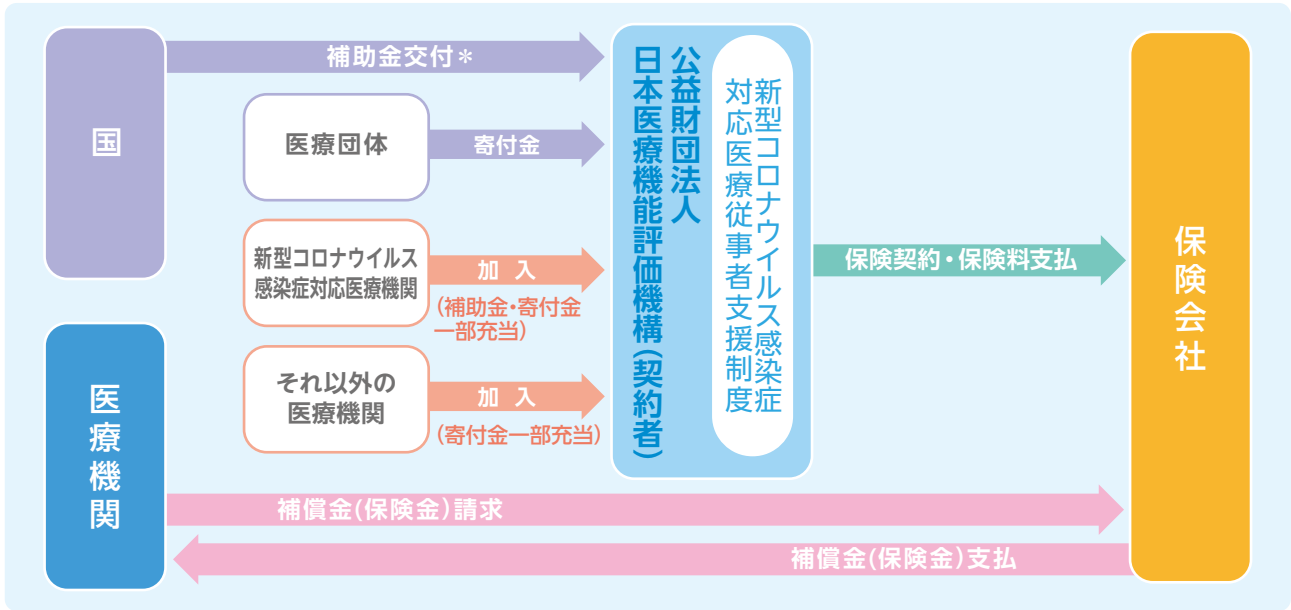 国
補助金交付＊
医療団体
寄付金
新型コロナウイルス
感染症対応医療機関
加 入
（補助金・寄付金
一部充当）
それ以外の
医療機関
加 入
（寄付金一部充当）
公益財団法人
日本医療機能評価機構（契約者）
新型コロナウイルス感染症
対応医療従事者支援制度
保険契約・保険料支払
保険会社
医療機関
補償金（保険金）請求
補償金（保険金）支払